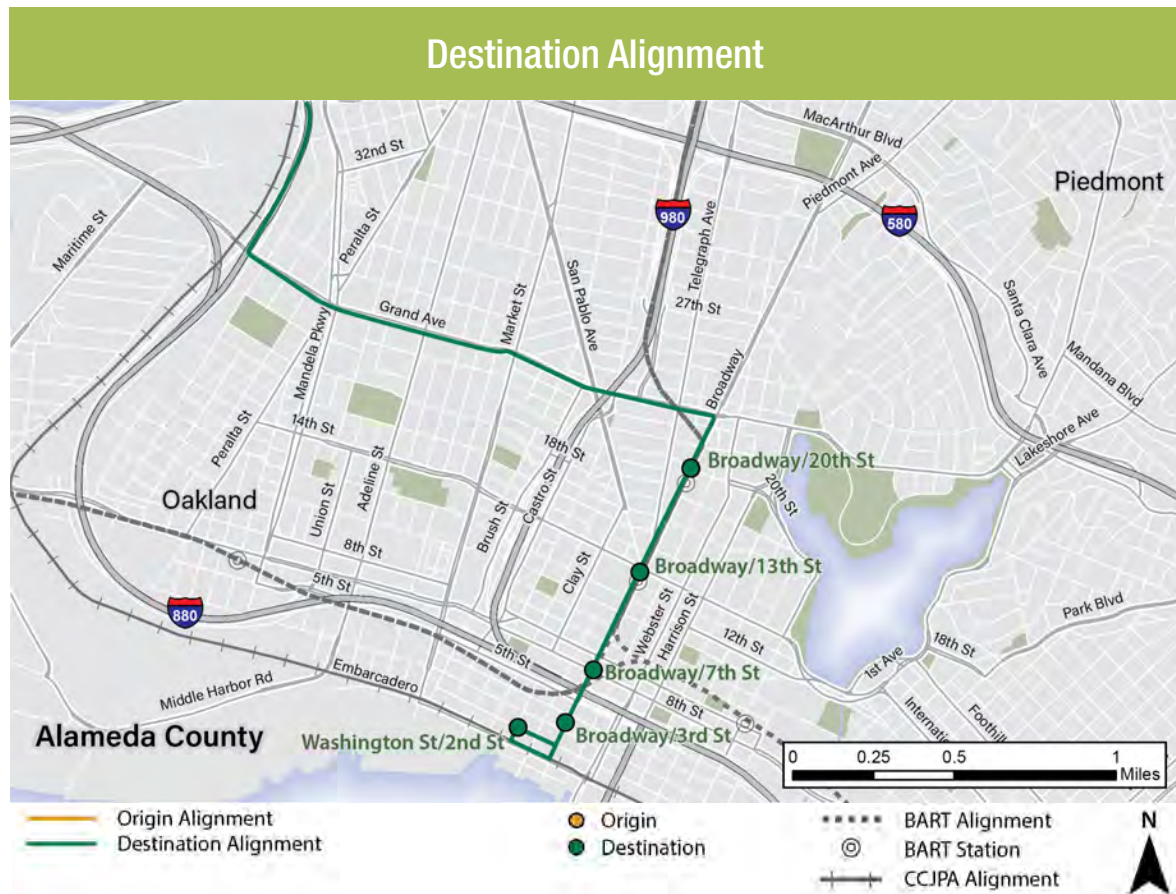 Destination Alignment
MacArthur Blvd
32nd St
Piedmont Ave
Piedmont
980
580
Maritime St
Peralta St
Telegraph Ave
San Pablo Ave
27th St
Santa Clara Ave
Grand Ave
Market St
Mandela Pkwy
Broadway
Mandana Blvd
Lakeshore Ave
Peralta St
14th St
18th St
Broadway/20th St
20th St
Oakland
Union St
Adeline St
Brush St
Castro St
8th St
Clay St
Broadway/13th St
5th St
Webster St
Harrison St
Park Blvd
880
12th St
18th St
1st Ave
5th St
Embarcadero
Broadway/7th St
Middle Harbor Rd
8th St
Internation
Foothill
Alameda County
Washington St/2nd St
Broadway/3rd St
0 0.25 0.5 1
Miles
Origin Alignment
Destination Alignment
Origin
Destination
BART Alignment
BART Station
CCJPA Alignment
N